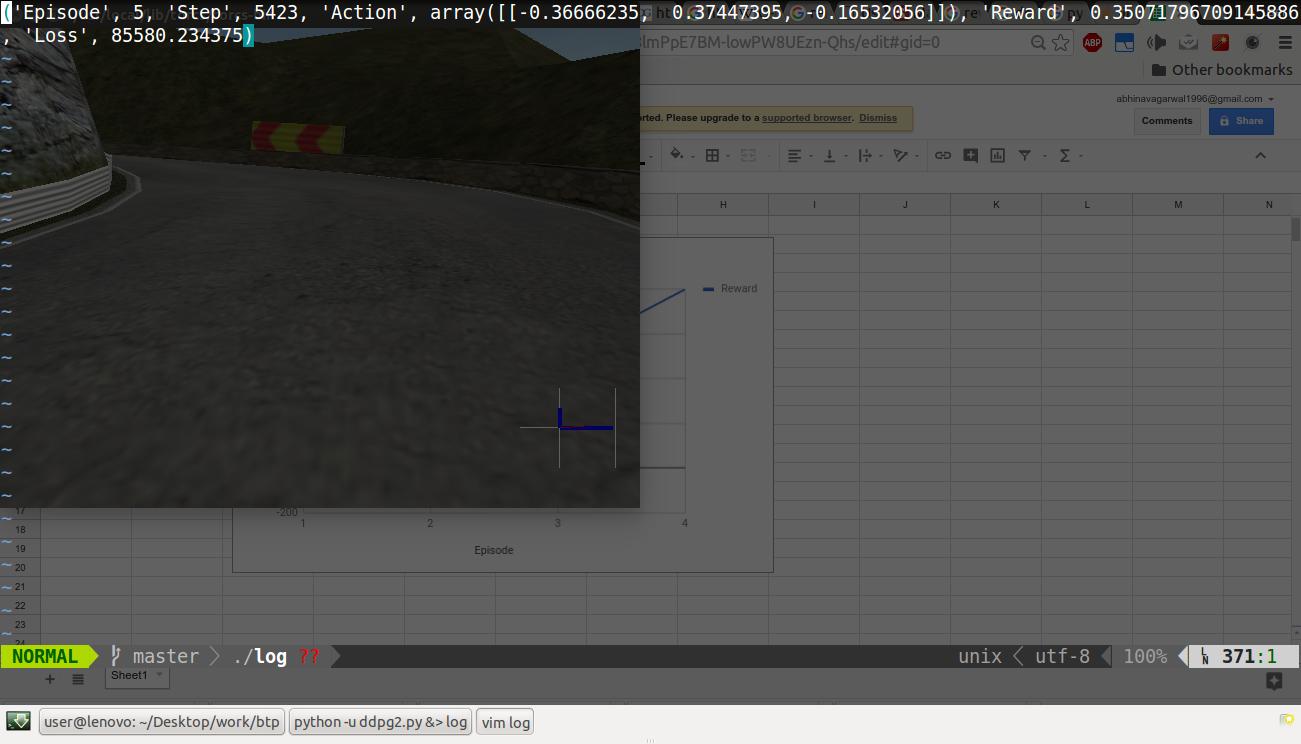 ('Episode', 5, 'Step', 5423, 'Action', array([[-0.36666235,  0.37447395, -0.16532056]]), 'Reward', 0.35071796709145886
, 'Loss', 85580.234375)
lmPpE7BM-lowPW8UEzn-Qhs/edit#gid=0
ABP
Other bookmarks
abhinavagarwal1996@gmail.com
rted. Please upgrade to a supported browser. Dismiss
Comments
Share
H I J K L M N
Reward
-200
1 2 3 4
Episode
17
18
19
20
21
22
23
24
NORMAL master ./log ?? unix utf-8 100% LN 371:1
+ Sheet1
user@lenovo: ~/Desktop/work/btp python -u ddpg2.py &> log vim log